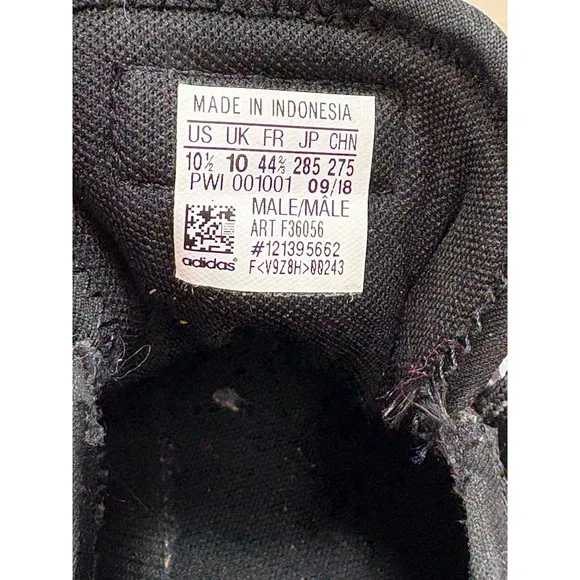 MADE IN INDONESIA
US UK FR JP CHN
10½ 10 44⅔ 285 275
PWI 001001 09/18
MALE/MÂLE
ART F36056
#121395662
adidas F<V9Z8H>00243